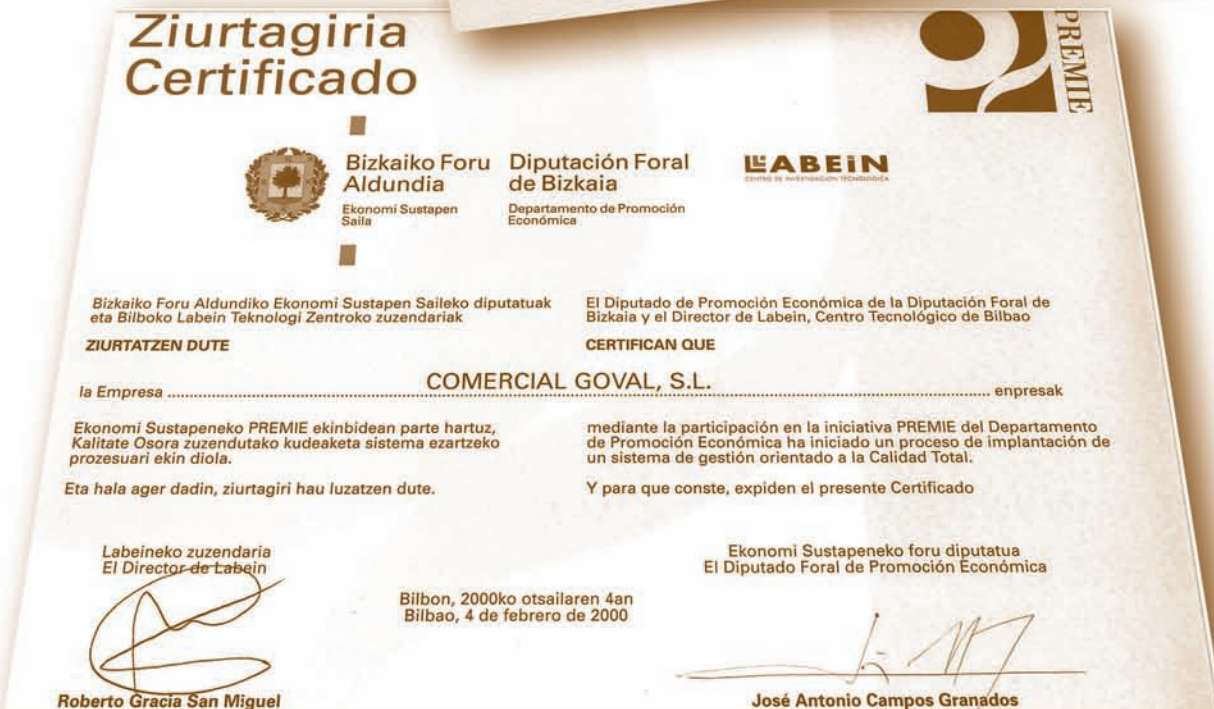 Ziurtagiria
Certificado
PREMIE
Bizkaiko Foru
Aldundia
Ekonomi Sustapen
Saila
Diputación Foral
de Bizkaia
Departamento de Promoción
Económica
LABEIN
CENTRO DE INVESTIGACION TECNOLOGICA
Bizkaiko Foru Aldundiko Ekonomi Sustapen Saileko diputatuak
eta Bilboko Labein Teknologi Zentroko zuzendariak
ZIURTATZEN DUTE
El Diputado de Promoción Económica de la Diputación Foral de
Bizkaia y el Director de Labein, Centro Tecnológico de Bilbao
CERTIFICAN QUE
la Empresa COMERCIAL GOVAL, S.L. enpresak
Ekonomi Sustapeneko PREMIE ekinbidean parte hartuz,
Kalitate Osora zuzendutako kudeaketa sistema ezartzeko
prozesuari ekin diola.
Eta hala ager dadin, ziurtagiri hau luzatzen dute.
mediante la participación en la iniciativa PREMIE del Departamento
de Promoción Económica ha iniciado un proceso de implantación de
un sistema de gestión orientado a la Calidad Total.
Y para que conste, expiden el presente Certificado
Labeineko zuzendaria
El Director de Labein
Bilbon, 2000ko otsailaren 4an
Bilbao, 4 de febrero de 2000
Ekonomi Sustapeneko foru diputatua
El Diputado Foral de Promoción Económica
Roberto Gracia San Miguel
José Antonio Campos Granados